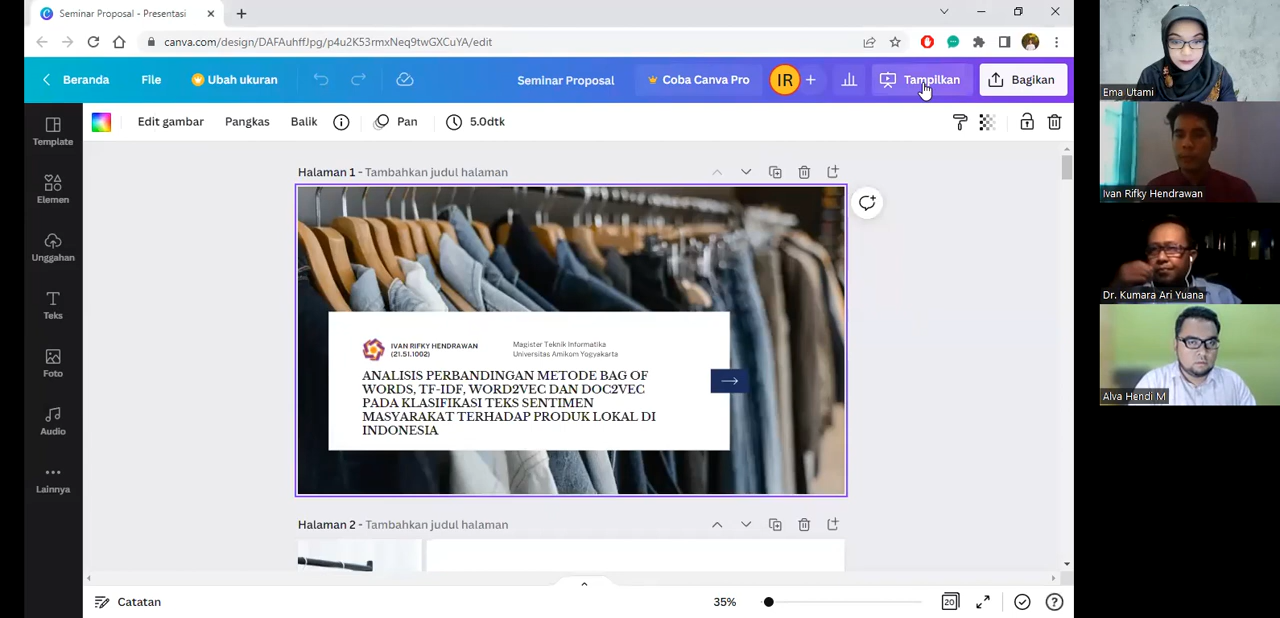 Seminar Proposal - Presentasi
canva.com/design/DAFAuhffJpg/p4u2K53rmxNeq9twGXCuYA/edit
Beranda
File
Ubah ukuran
Seminar Proposal
Coba Canva Pro
IR
Tampilkan
Bagikan
Edit gambar
Pangkas
Balik
Pan
5.0dtk
Template
Elemen
Unggahan
Teks
Foto
Audio
Lainnya
Halaman 1 - Tambahkan judul halaman
IVAN RIFKY HENDRAWAN
(21.51.1002)
Magister Teknik Informatika
Universitas Amikom Yogyakarta
ANALISIS PERBANDINGAN METODE BAG OF
WORDS, TF-IDF, WORD2VEC DAN DOC2VEC
PADA KLASIFIKASI TEKS SENTIMEN
MASYARAKAT TERHADAP PRODUK LOKAL DI
INDONESIA
Halaman 2 - Tambahkan judul halaman
Catatan
35%
20
Ema Utami
Ivan Rifky Hendrawan
Dr. Kumara Ari Yuana
Alva Hendi M